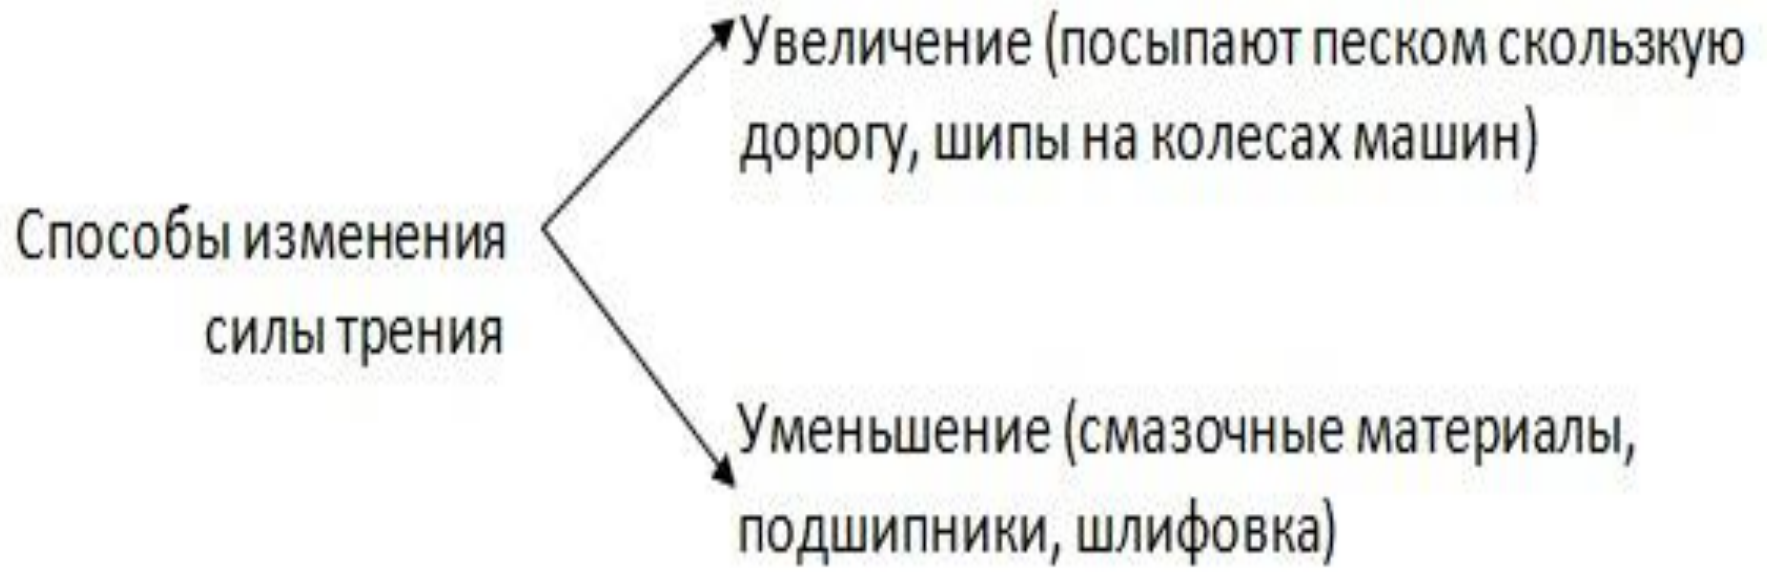 Способы изменения
силы трения
Увеличение (посыпают песком скользкую
дорогу, шипы на колесах машин)
Уменьшение (смазочные материалы,
подшипники, шлифовка)